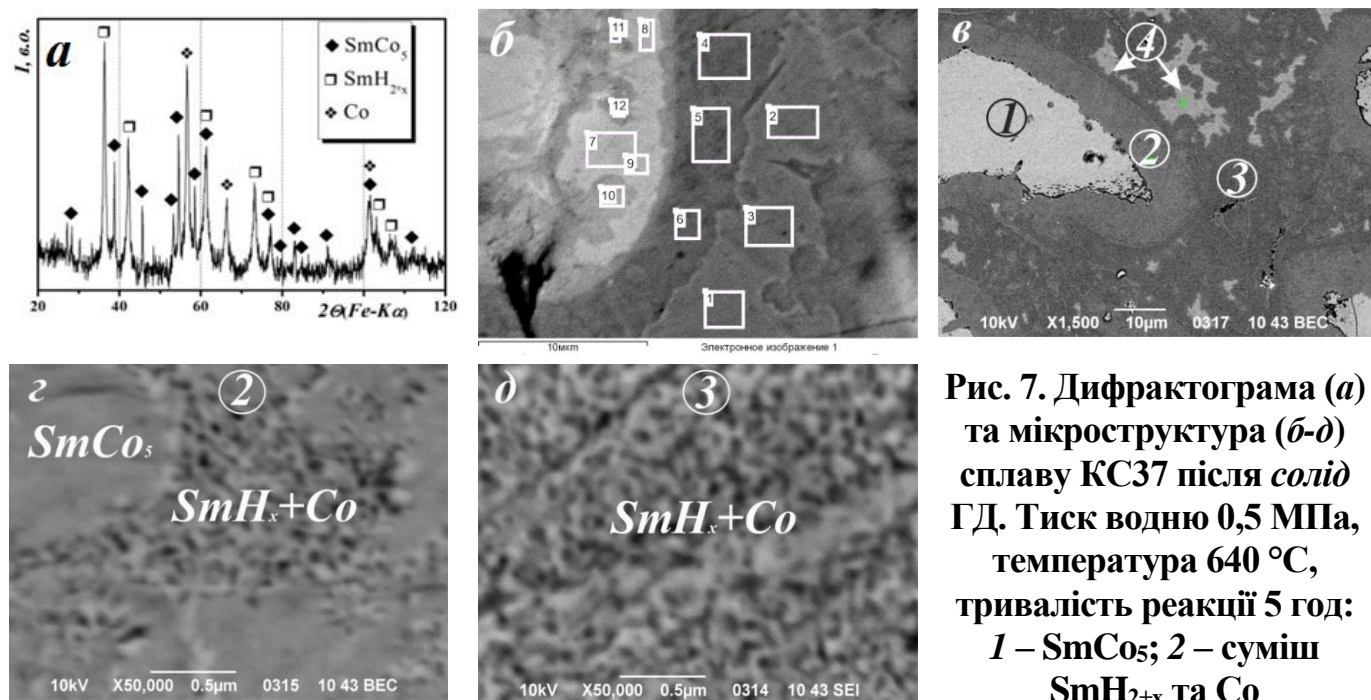 а
I, в.о.
SmCo₅
SmH₂₊ₓ
Co
20 40 60 80 100 120
2Θ(Fe-Kα)
б
11 8 4
12
5 2
7
9
10
6 3
1
10мкm
Электронное изображение 1
в
4
1
2
3
10kV X1,500 10µm 0317 10 43 BEC
г
2
SmCo₅
SmHₓ+Co
10kV X50,000 0.5µm 0315 10 43 BEC
д
3
SmHₓ+Co
10kV X50,000 0.5µm 0314 10 43 SEI
Рис. 7. Дифрактограма (а)
та мікроструктура (б-д)
сплаву КС37 після солід
ГД. Тиск водню 0,5 МПа,
температура 640 °С,
тривалість реакції 5 год:
1 – SmCo₅; 2 – суміш
SmH₂₊ₓ та Co